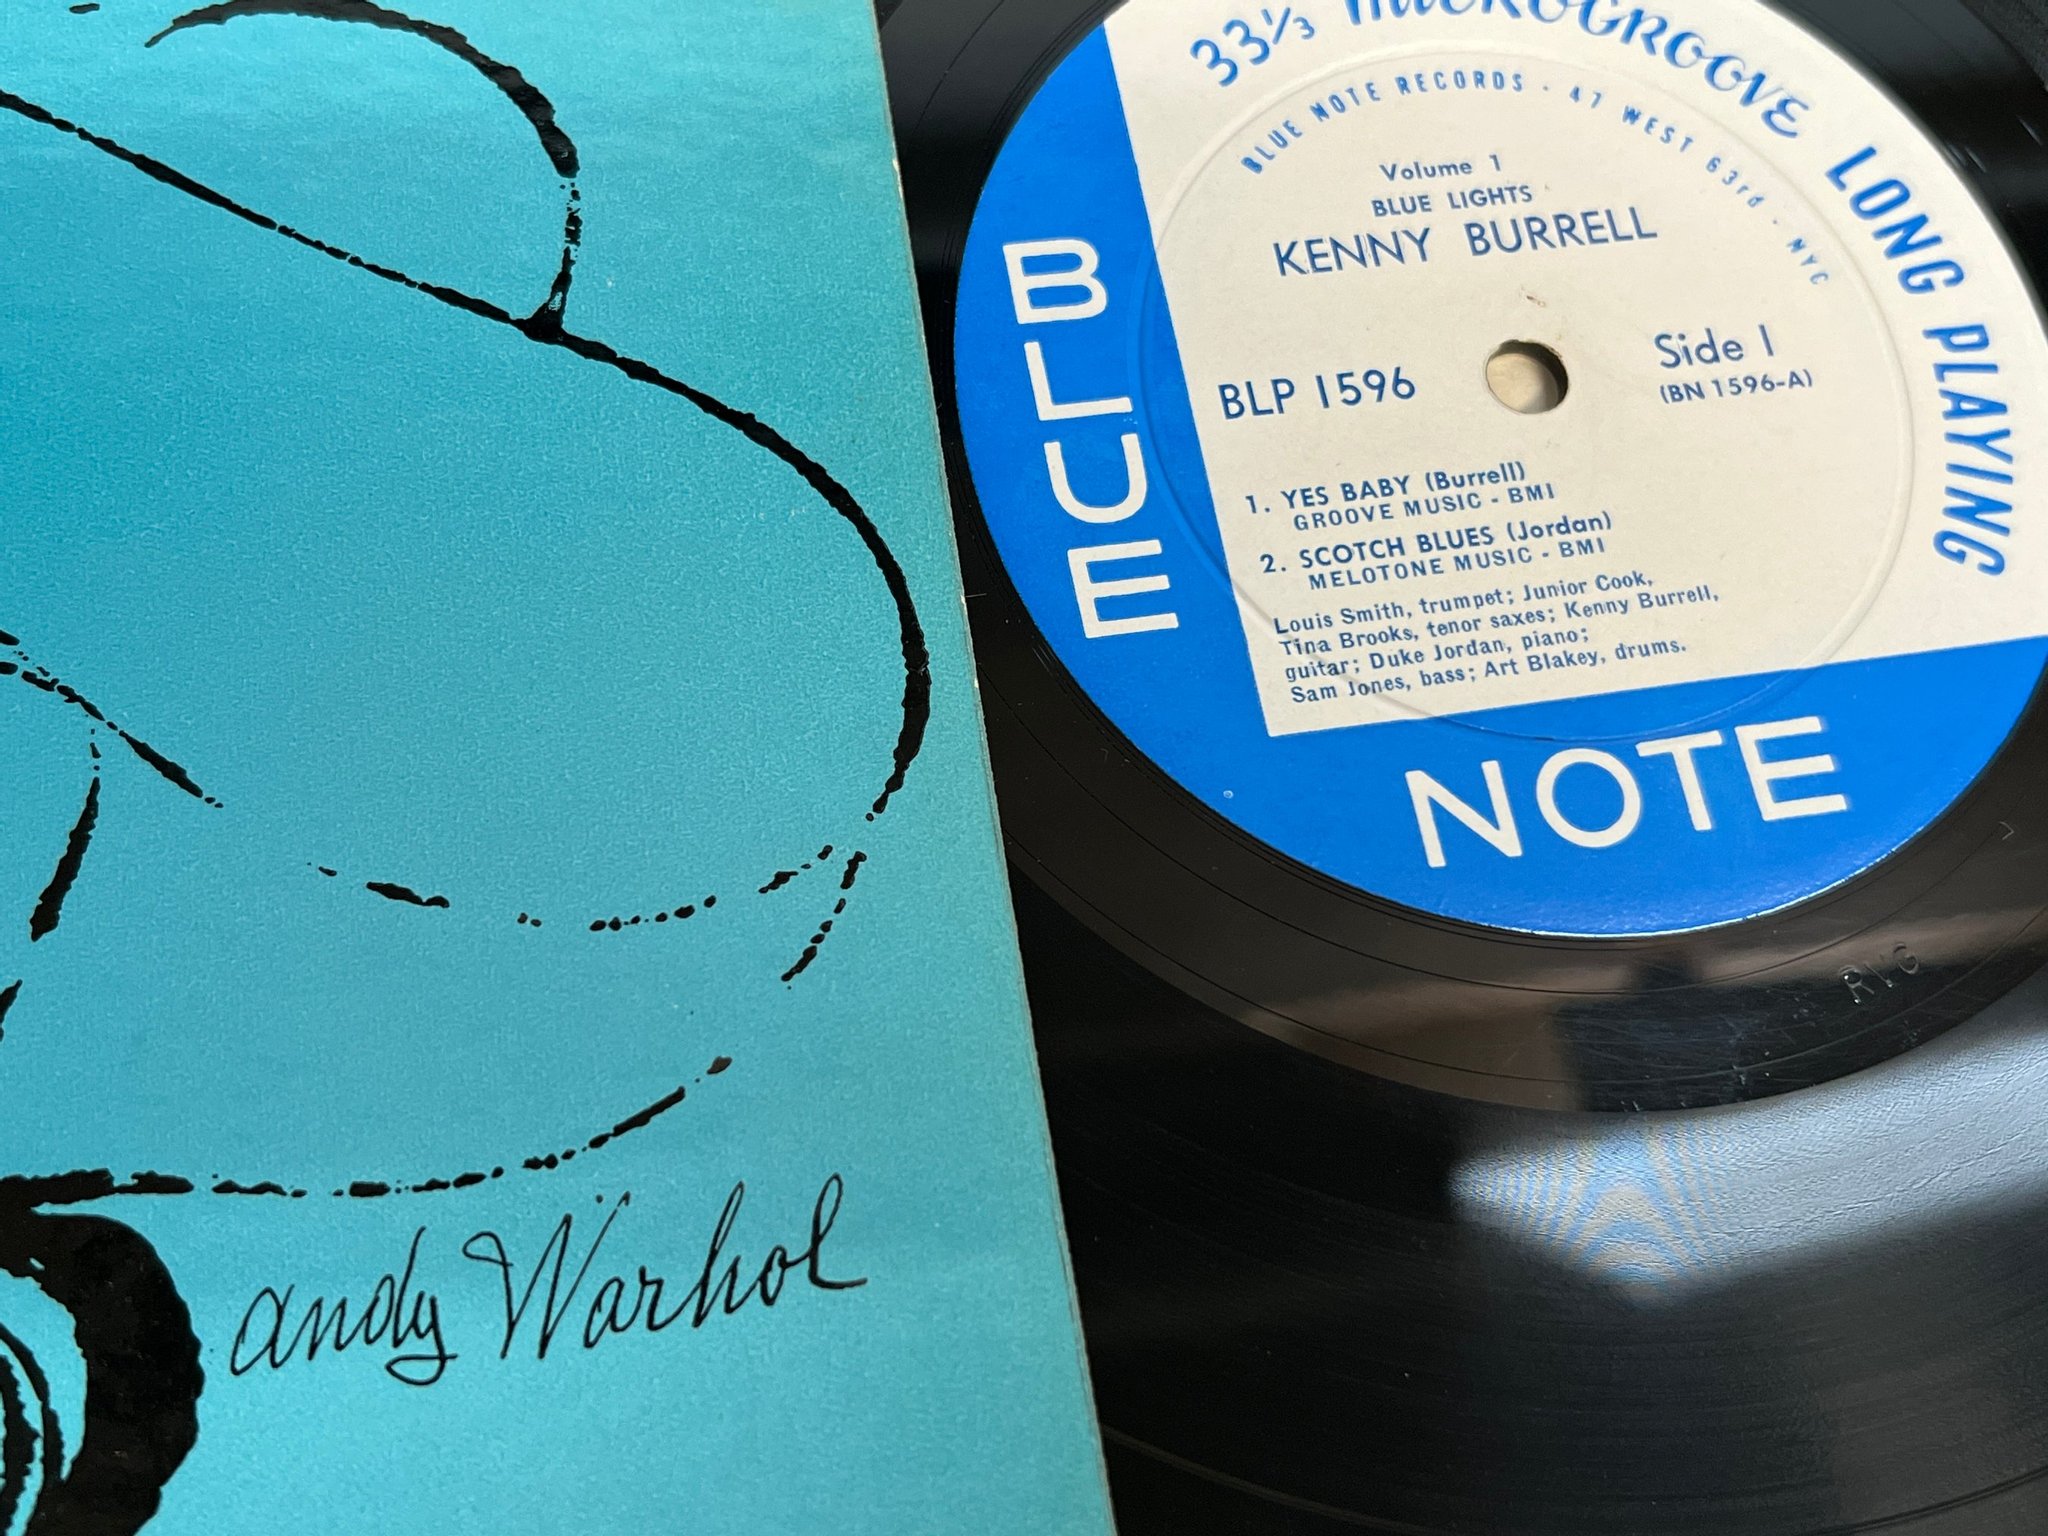 33⅓ MICROGROOVE LONG PLAYING
BLUE NOTE RECORDS · 47 WEST 63rd · NYC
Volume 1
BLUE LIGHTS
KENNY BURRELL
Side 1
BLP 1596
(BN 1596-A)
1. YES BABY (Burrell)
GROOVE MUSIC - BMI
2. SCOTCH BLUES (Jordan)
MELOTONE MUSIC - BMI
Louis Smith, trumpet; Junior Cook,
Tina Brooks, tenor saxes; Kenny Burrell,
guitar; Duke Jordan, piano;
Sam Jones, bass; Art Blakey, drums.
BLUE
NOTE
RVG
andy Warhol